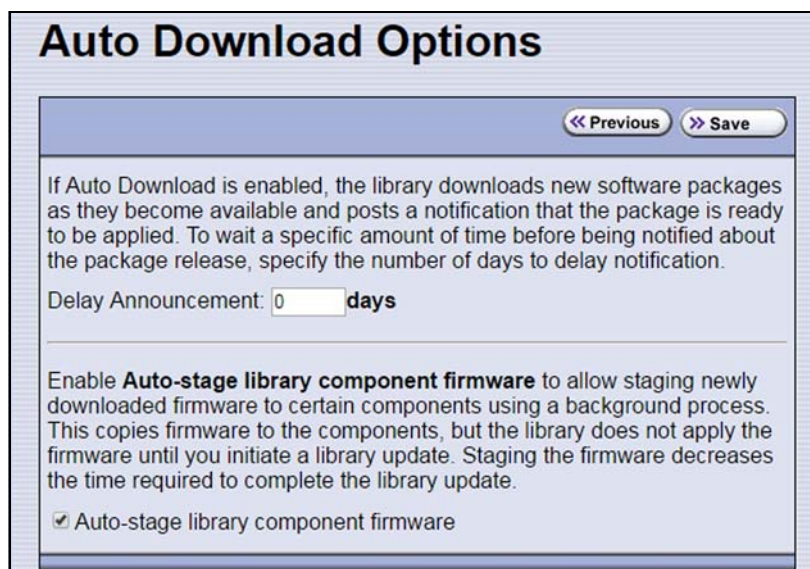 Auto Download Options
Previous
Save
If Auto Download is enabled, the library downloads new software packages
as they become available and posts a notification that the package is ready
to be applied. To wait a specific amount of time before being notified about
the package release, specify the number of days to delay notification.
Delay Announcement: 0 days
Enable Auto-stage library component firmware to allow staging newly
downloaded firmware to certain components using a background process.
This copies firmware to the components, but the library does not apply the
firmware until you initiate a library update. Staging the firmware decreases
the time required to complete the library update.
Auto-stage library component firmware